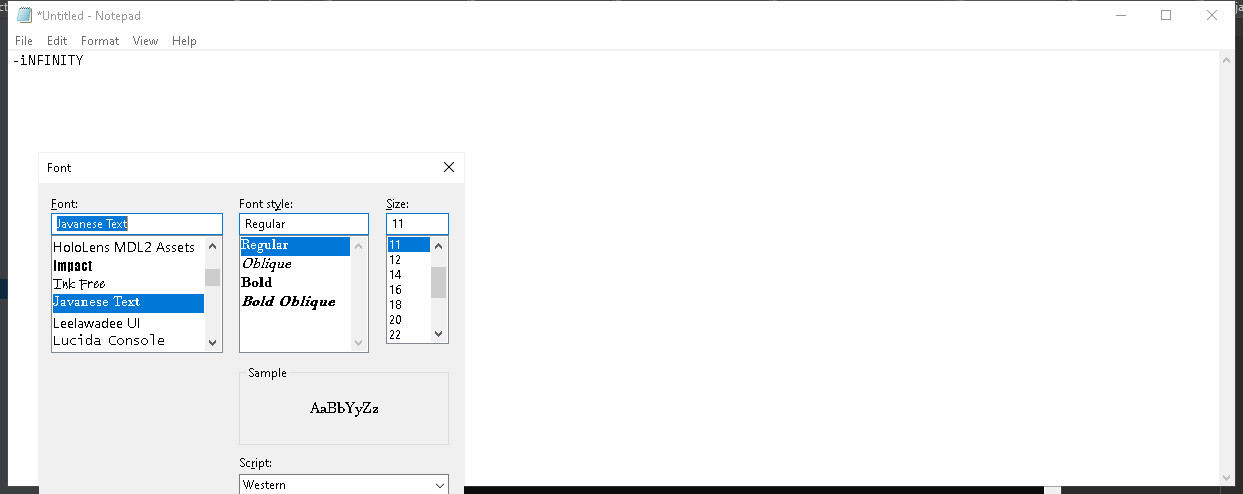 *Untitled - Notepad
File Edit Format View Help
-iNFINITY
Font
Font:
Javanese Text
HoloLens MDL2 Assets
Impact
Ink Free
Javanese Text
Leelawadee UI
Lucida Console
Font style:
Regular
Regular
Oblique
Bold
Bold Oblique
Size:
11
11
12
14
16
18
20
22
Sample
AaBbYyZz
Script:
Western